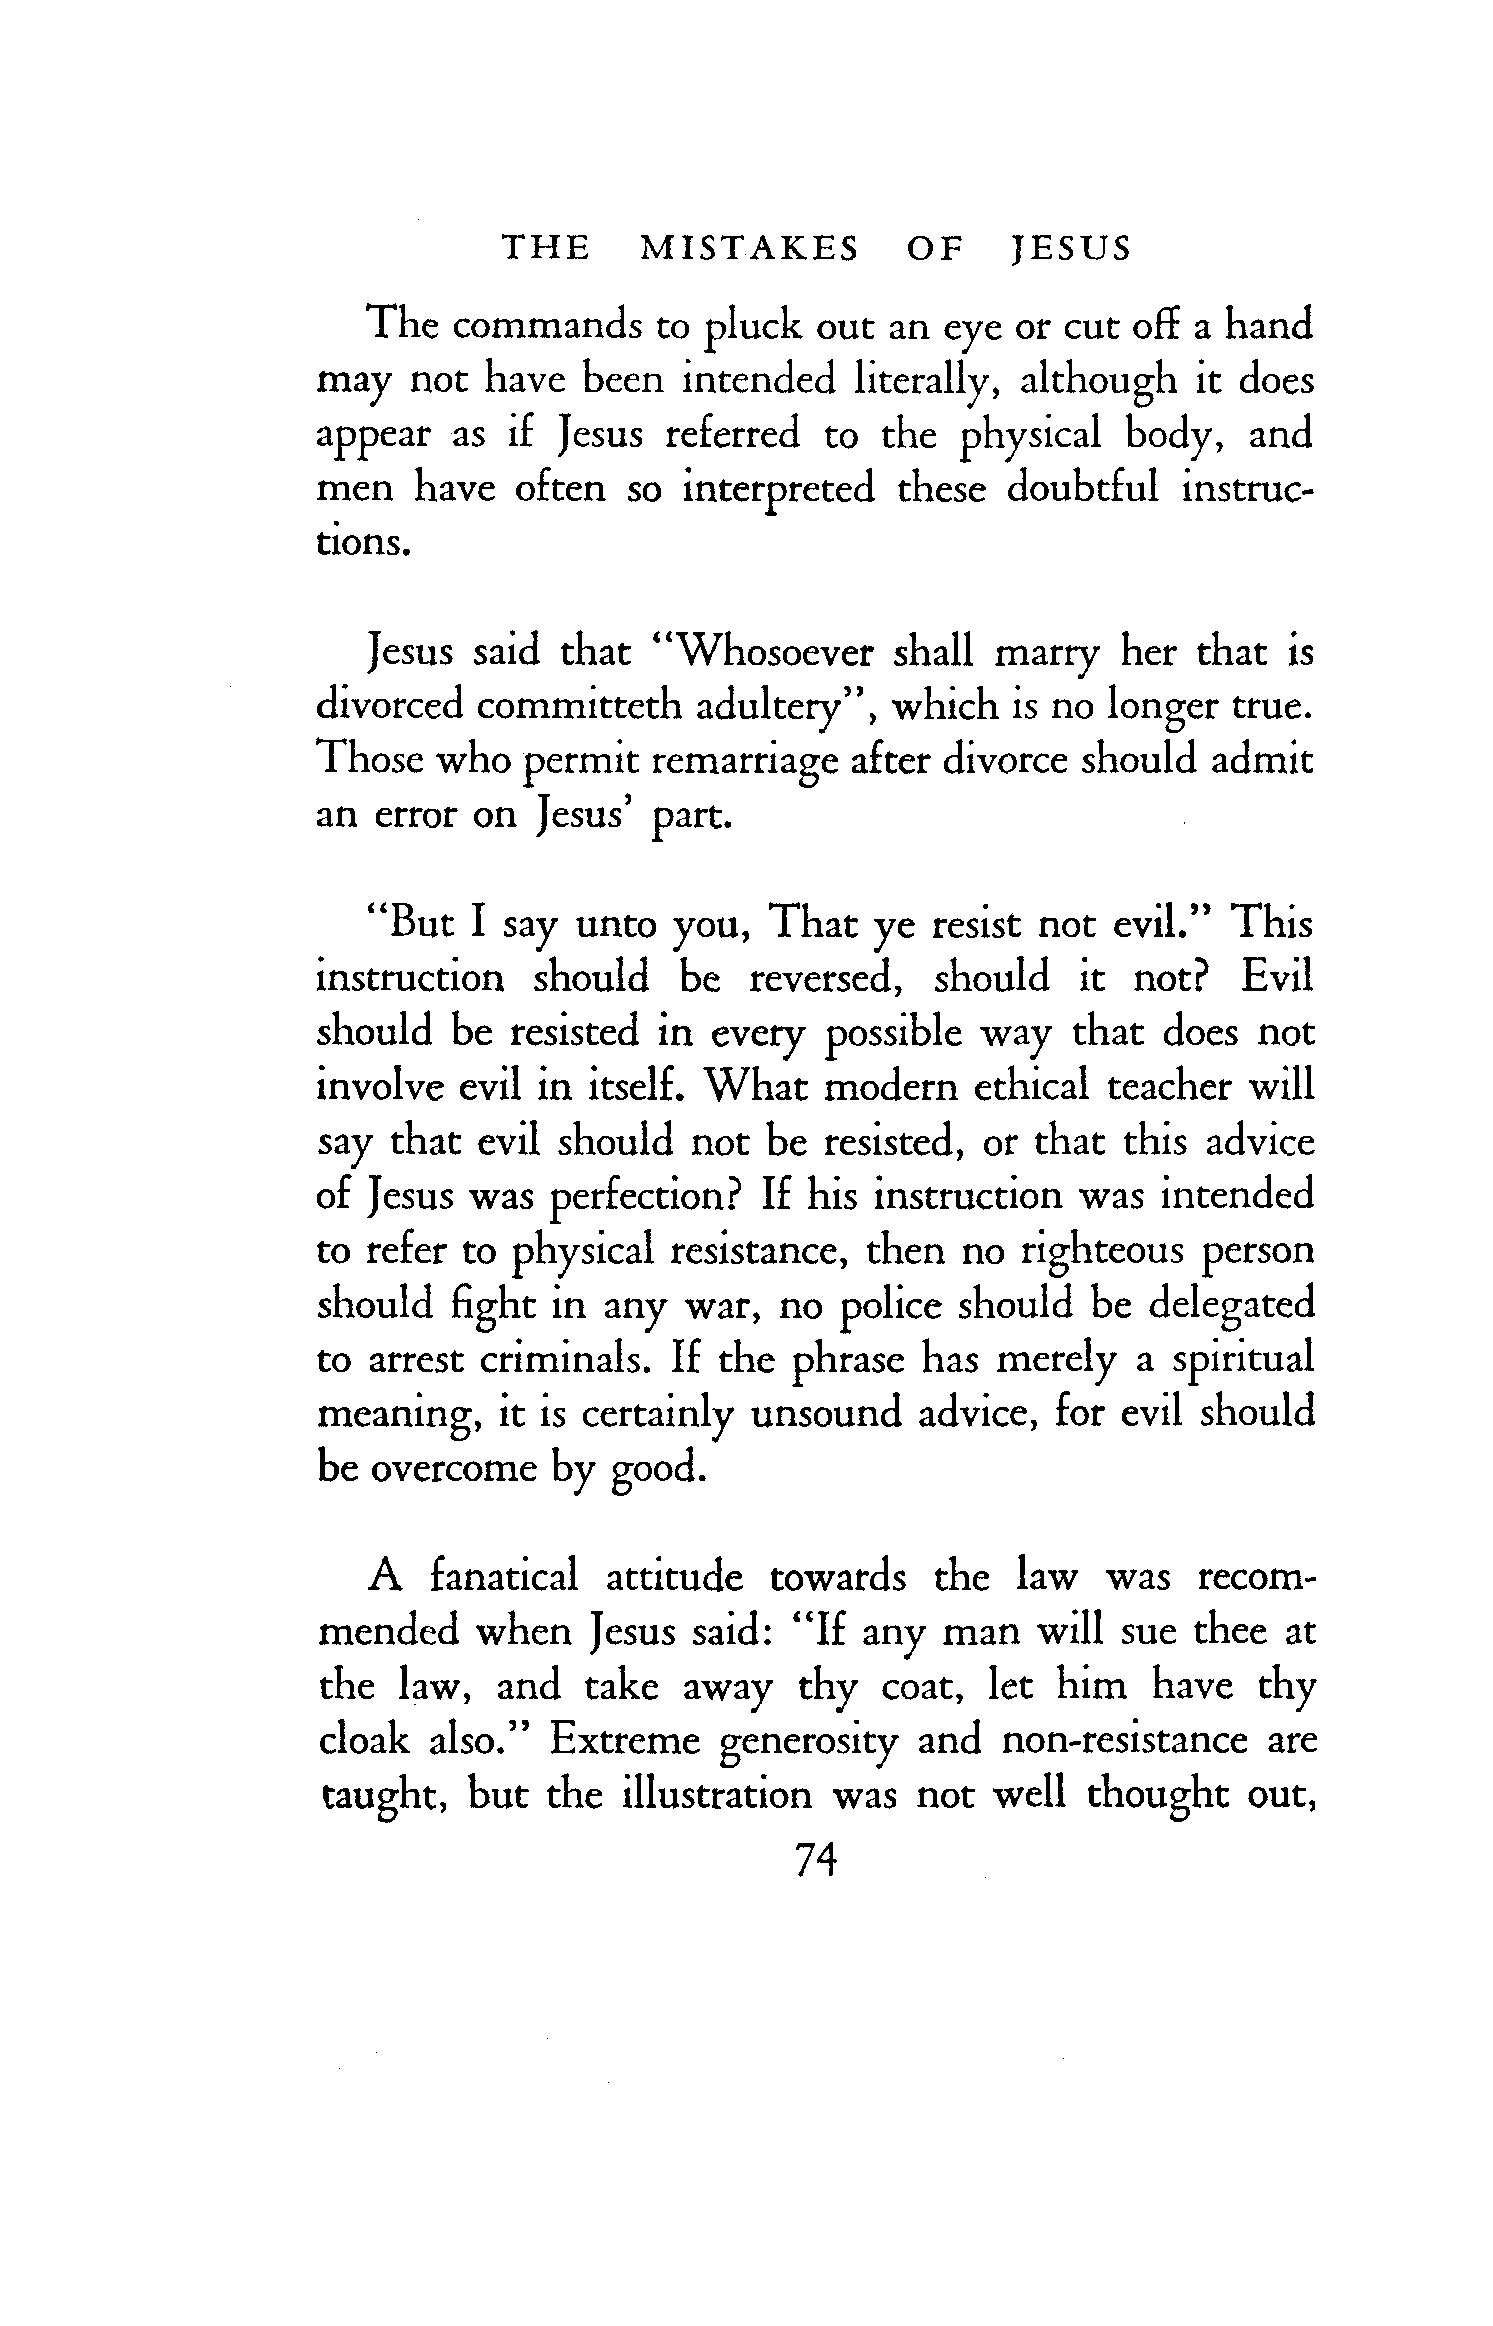 THE MISTAKES OF JESUS
The commands to pluck out an eye or cut off a hand
may not have been intended literally, although it does
appear as if Jesus referred to the physical body, and
men have often so interpreted these doubtful instruc-
tions.
Jesus said that “Whosoever shall marry her that is
divorced committeth adultery”, which is no longer true.
Those who permit remarriage after divorce should admit
an error on Jesus’ part.
“But I say unto you, That ye resist not evil.” This
instruction should be reversed, should it not? Evil
should be resisted in every possible way that does not
involve evil in itself. What modern ethical teacher will
say that evil should not be resisted, or that this advice
of Jesus was perfection? If his instruction was intended
to refer to physical resistance, then no righteous person
should fight in any war, no police should be delegated
to arrest criminals. If the phrase has merely a spiritual
meaning, it is certainly unsound advice, for evil should
be overcome by good.
A fanatical attitude towards the law was recom-
mended when Jesus said: “If any man will sue thee at
the law, and take away thy coat, let him have thy
cloak also.” Extreme generosity and non-resistance are
taught, but the illustration was not well thought out,
74